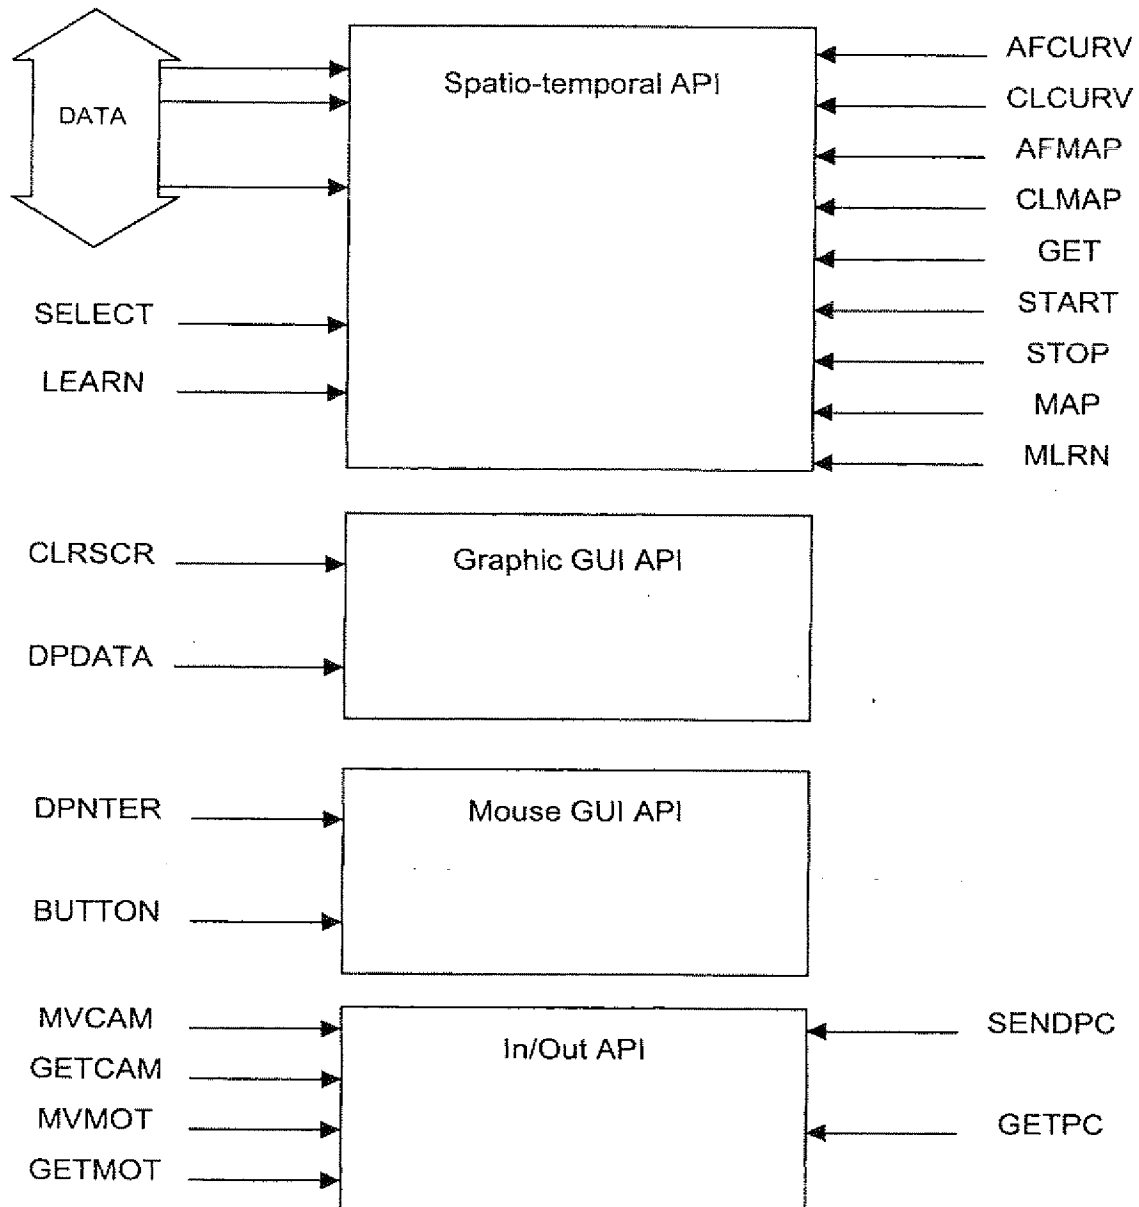 DATA
Spatio-temporal API
AFCURV
CLCURV
AFMAP
CLMAP
GET
START
STOP
MAP
MLRN
SELECT
LEARN
CLRSCR
Graphic GUI API
DPDATA
DPNTER
Mouse GUI API
BUTTON
MVCAM
GETCAM
MVMOT
GETMOT
In/Out API
SENDPC
GETPC